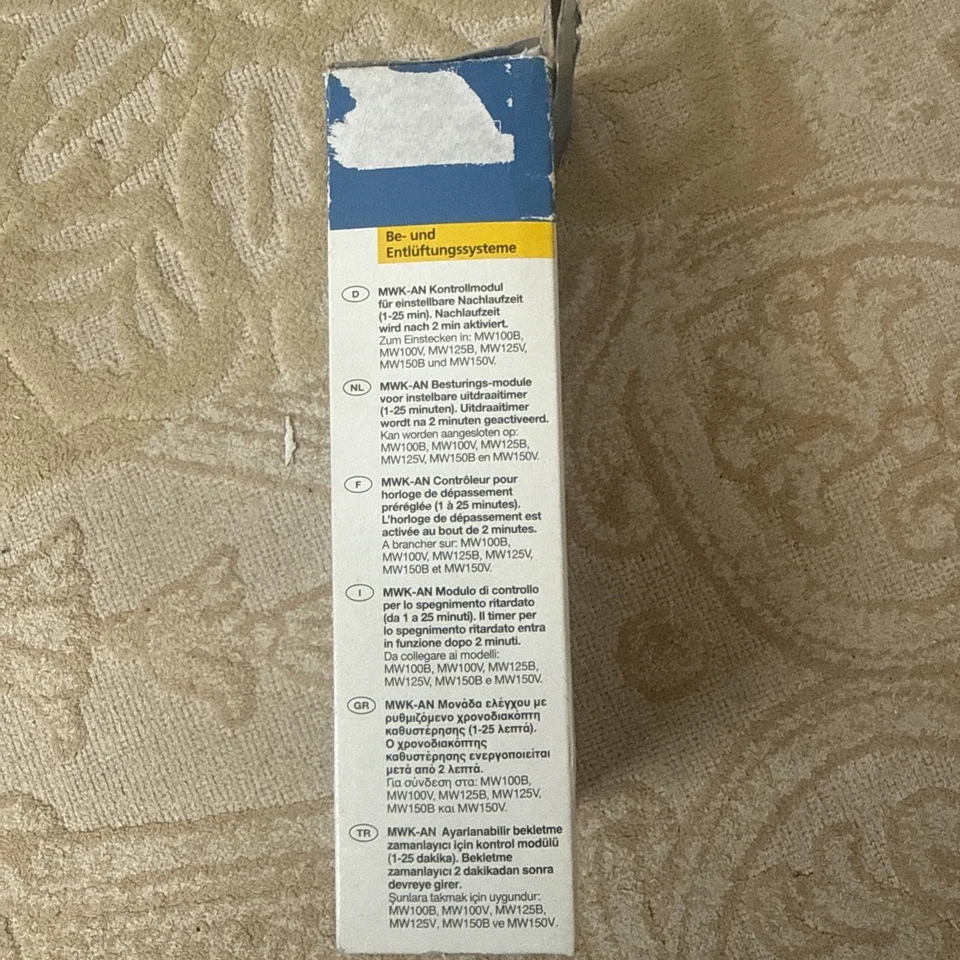 Be- und
Entlüftungssysteme
D
MWK-AN Kontrollmodul
für einstellbare Nachlaufzeit
(1-25 min). Nachlaufzeit
wird nach 2 min aktiviert.
Zum Einstecken in: MW100B,
MW100V, MW125B, MW125V,
MW150B und MW150V.
NL
MWK-AN Besturings-module
voor instelbare uitdraaitimer
(1-25 minuten). Uitdraaitimer
wordt na 2 minuten geactiveerd.
Kan worden aangesloten op:
MW100B, MW100V, MW125B,
MW125V, MW150B en MW150V.
F
MWK-AN Contrôleur pour
horloge de dépassement
préréglée (1 à 25 minutes).
L'horloge de dépassement est
activée au bout de 2 minutes.
A brancher sur: MW100B,
MW100V, MW125B, MW125V,
MW150B et MW150V.
I
MWK-AN Modulo di controllo
per lo spegnimento ritardato
(da 1 a 25 minuti). Il timer per
lo spegnimento ritardato entra
in funzione dopo 2 minuti.
Da collegare ai modelli:
MW100B, MW100V, MW125B,
MW125V, MW150B e MW150V.
GR
MWK-AN Μονάδα ελέγχου με
ρυθμιζόμενο χρονοδιακόπτη
καθυστέρησης (1-25 λεπτά).
Ο χρονοδιακόπτης
καθυστέρησης ενεργοποιείται
μετά από 2 λεπτά.
Για σύνδεση στα: MW100B,
MW100V, MW125B, MW125V,
MW150B και MW150V.
TR
MWK-AN Ayarlanabilir bekletme
zamanlayıcı için kontrol modülü
(1-25 dakika). Bekletme
zamanlayıcı 2 dakikadan sonra
devreye girer.
Şunlara takmak için uygundur:
MW100B, MW100V, MW125B,
MW125V, MW150B ve MW150V.